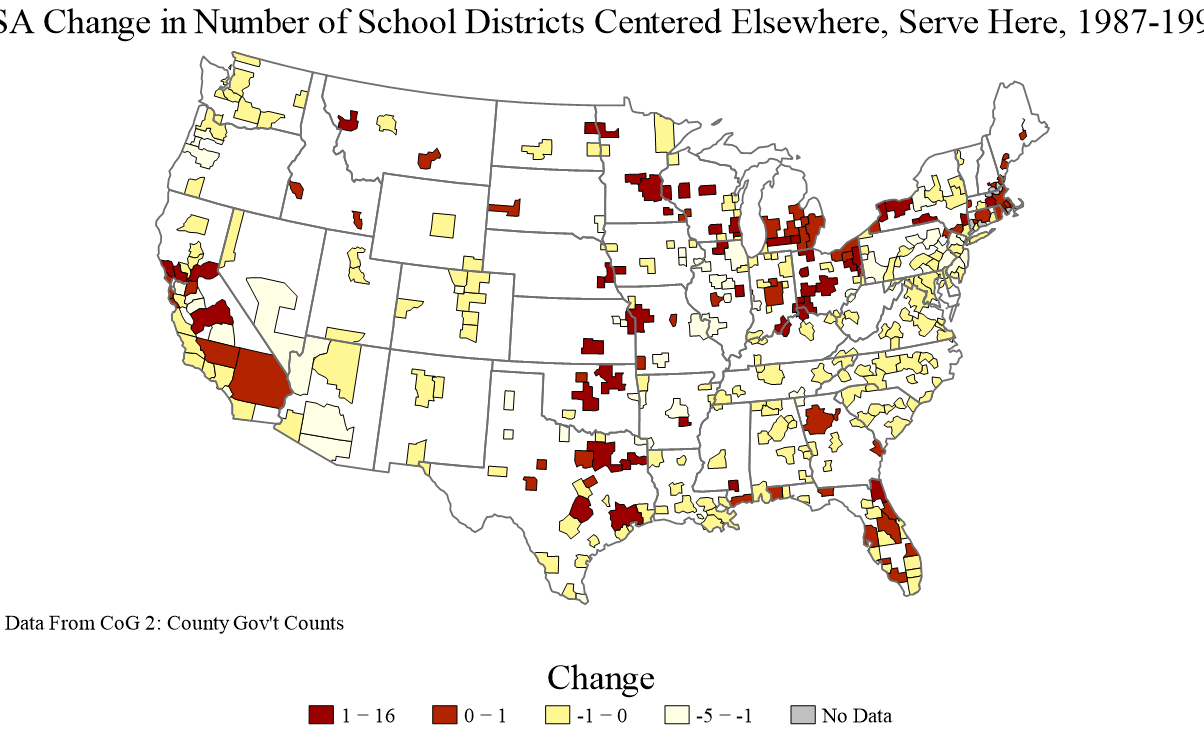 SA Change in Number of School Districts Centered Elsewhere, Serve Here, 1987-199
Data From CoG 2: County Gov't Counts
Change
1 − 16
0 − 1
-1 − 0
-5 − -1
No Data